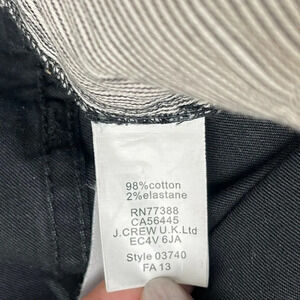 98%cotton
2%elastane
RN77388
CA56445
J.CREW U.K.Ltd
EC4V 6JA
Style 03740
FA 13